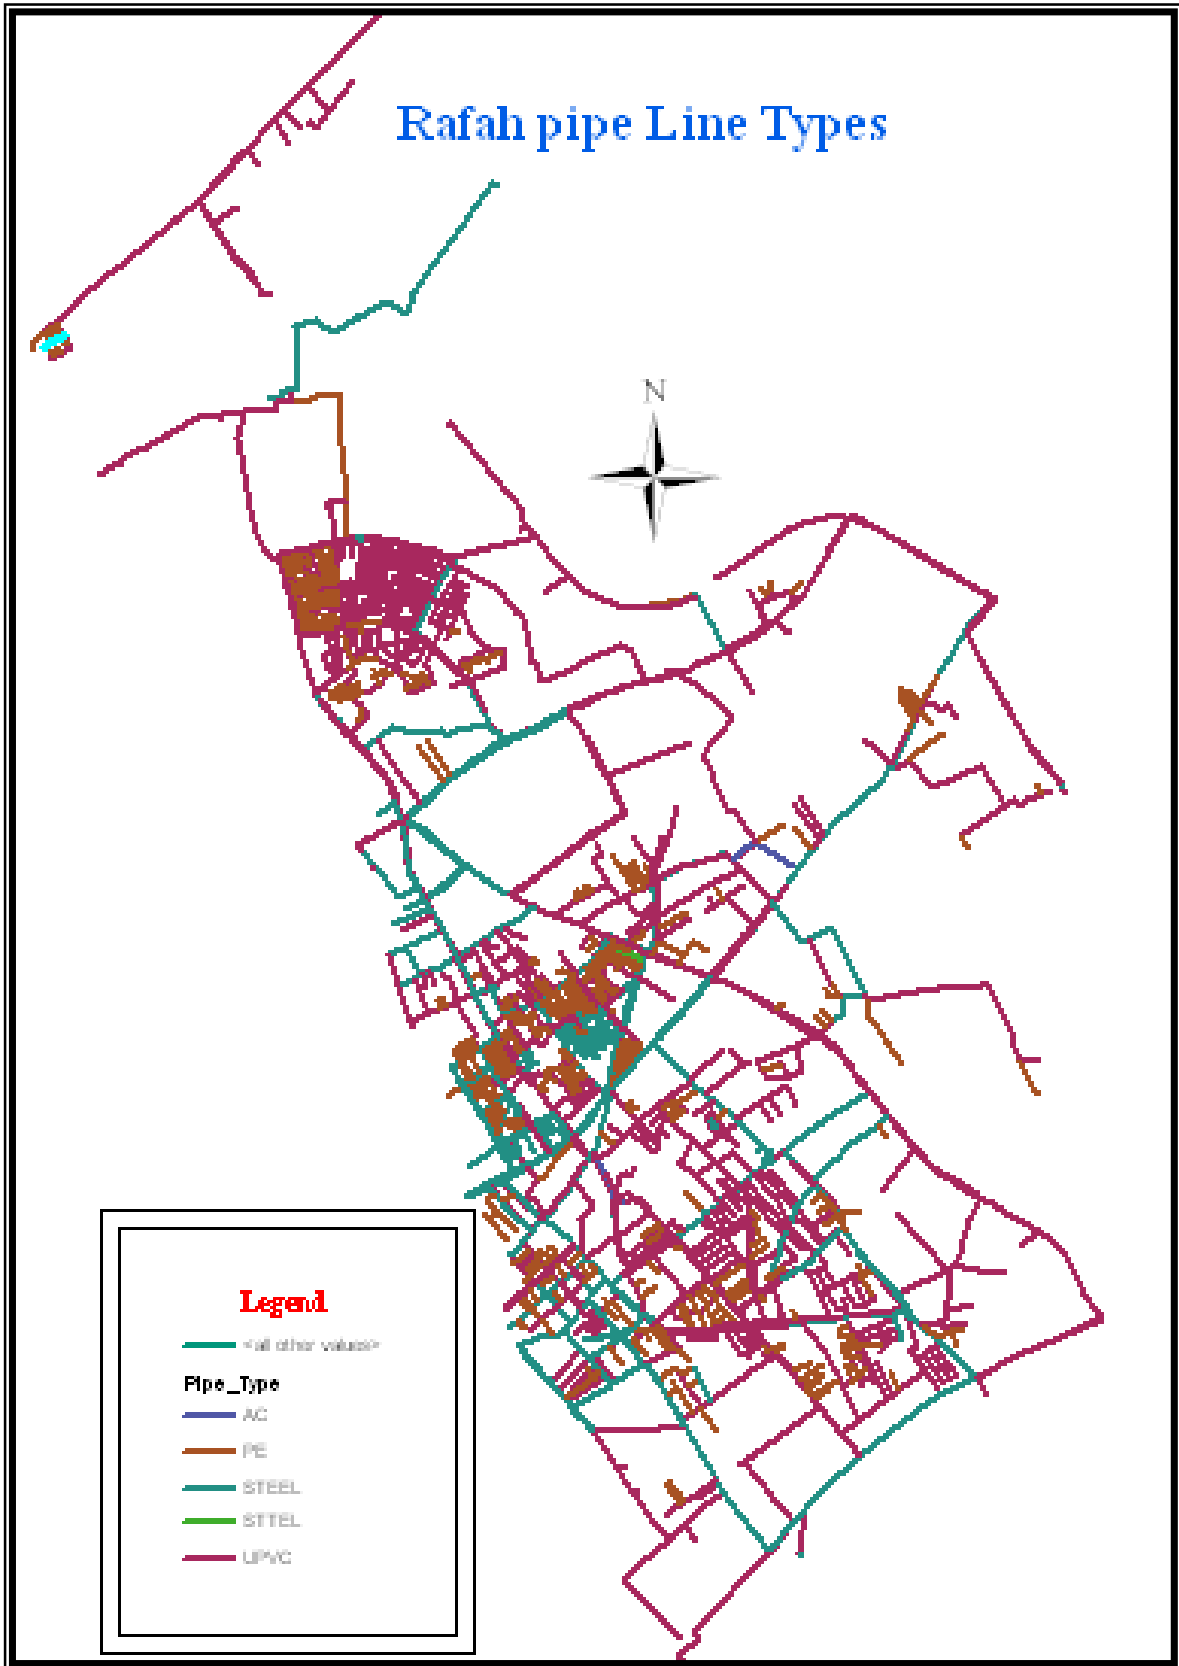 Rafah pipe Line Types
N
Legend
<all other values>
Pipe_Type
AC
PE
STEEL
STTEL
UPVC